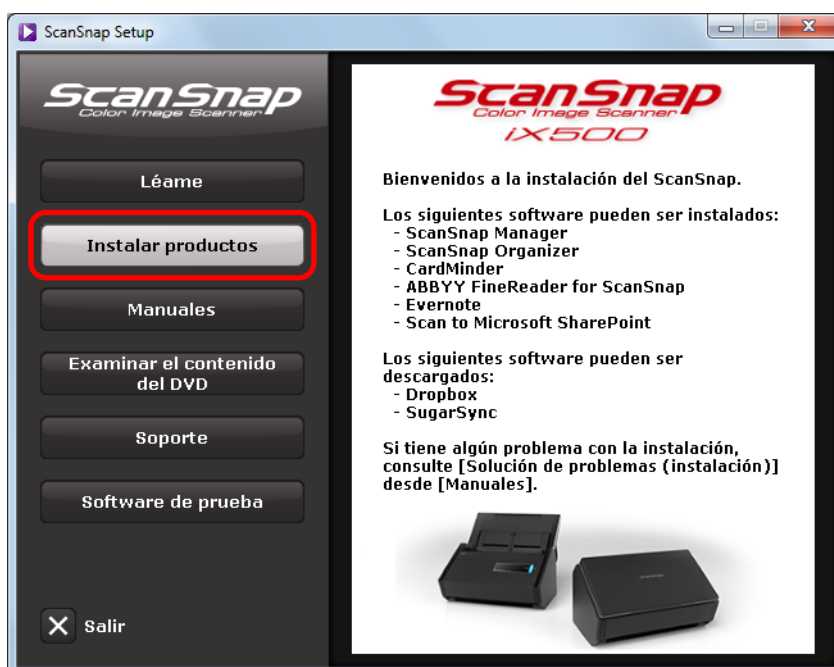 ScanSnap Setup
ScanSnap
Color Image Scanner
Léame
Instalar productos
Manuales
Examinar el contenido
del DVD
Soporte
Software de prueba
Salir
ScanSnap
Color Image Scanner
iX500
Bienvenidos a la instalación del ScanSnap.
Los siguientes software pueden ser instalados:
- ScanSnap Manager
- ScanSnap Organizer
- CardMinder
- ABBYY FineReader for ScanSnap
- Evernote
- Scan to Microsoft SharePoint
Los siguientes software pueden ser
descargados:
- Dropbox
- SugarSync
Si tiene algún problema con la instalación,
consulte [Solución de problemas (instalación)]
desde [Manuales].